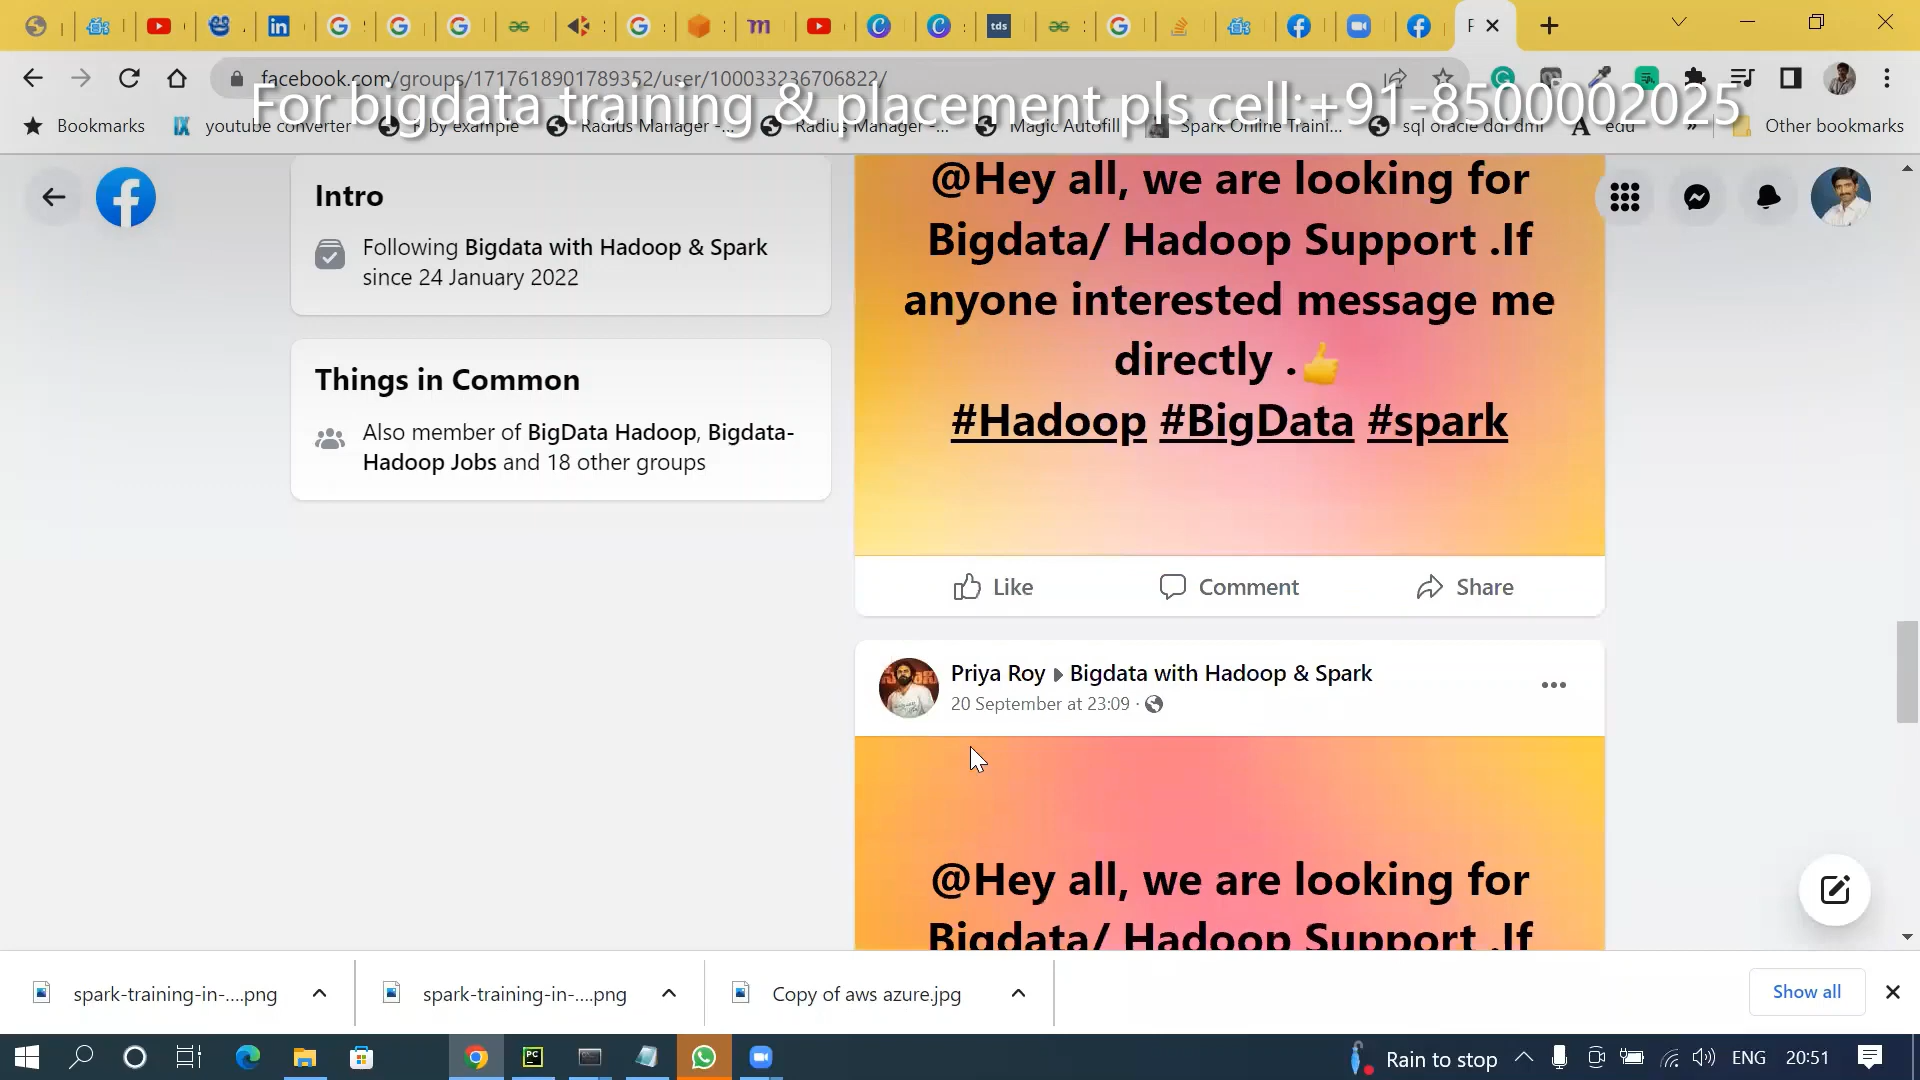 tds
facebook.com/groups/1717618901789352/user/100033236706822/
For bigdata training & placement pls cell:+91-8500002025
Bookmarks
youtube converter
R by example
Radius Manager -...
Radius Manager -...
Magic Autofill
Spark Online Traini...
sql oracle ddl dml
edu
»
Other bookmarks
Intro
Following Bigdata with Hadoop & Spark
since 24 January 2022
Things in Common
Also member of BigData Hadoop, Bigdata-
Hadoop Jobs and 18 other groups
@Hey all, we are looking for
Bigdata/ Hadoop Support .If
anyone interested message me
directly .👍
#Hadoop #BigData #spark
Like
Comment
Share
Priya Roy ▸ Bigdata with Hadoop & Spark
20 September at 23:09 ·
@Hey all, we are looking for
Bigdata/ Hadoop Support .If
spark-training-in-....png
spark-training-in-....png
Copy of aws azure.jpg
Show all
Rain to stop
ENG
20:51